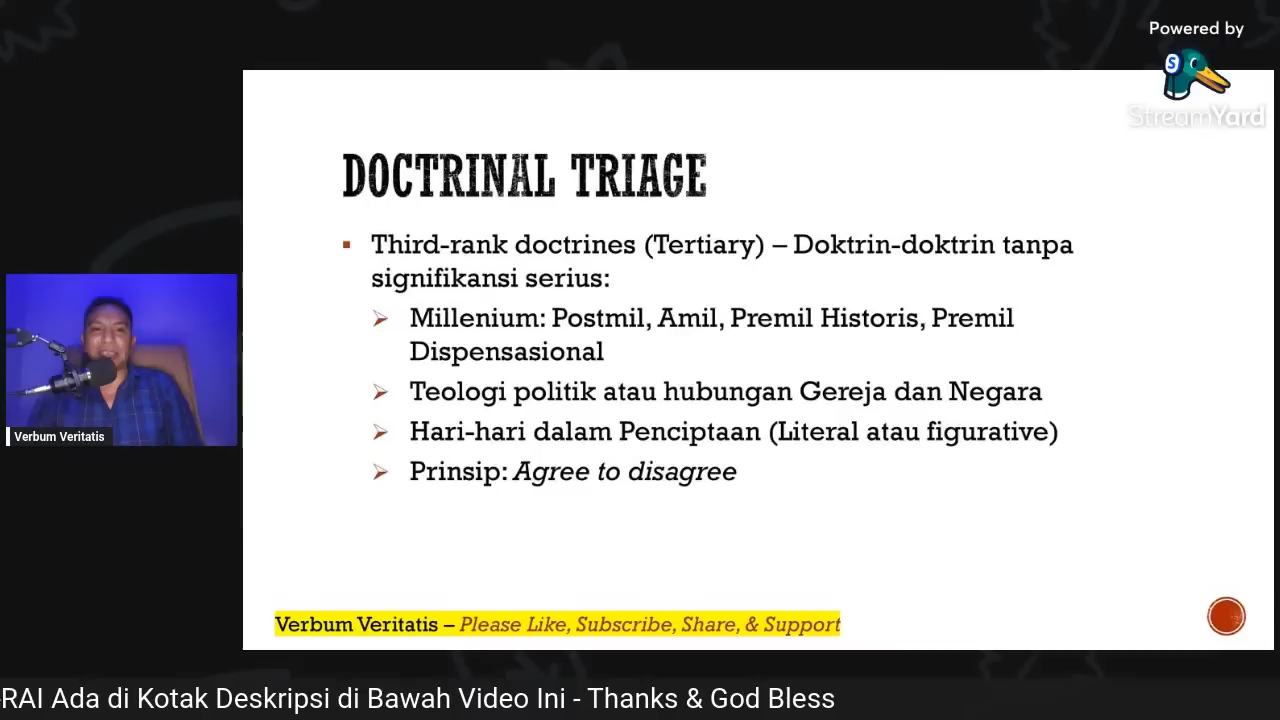 Powered by
S
StreamYard
DOCTRINAL TRIAGE
Third-rank doctrines (Tertiary) – Doktrin-doktrin tanpa
signifikansi serius:
Millenium: Postmil, Amil, Premil Historis, Premil
Dispensasional
Teologi politik atau hubungan Gereja dan Negara
Hari-hari dalam Penciptaan (Literal atau figurative)
Prinsip: Agree to disagree
Verbum Veritatis
Verbum Veritatis – Please Like, Subscribe, Share, & Support
RAI Ada di Kotak Deskripsi di Bawah Video Ini - Thanks & God Bless